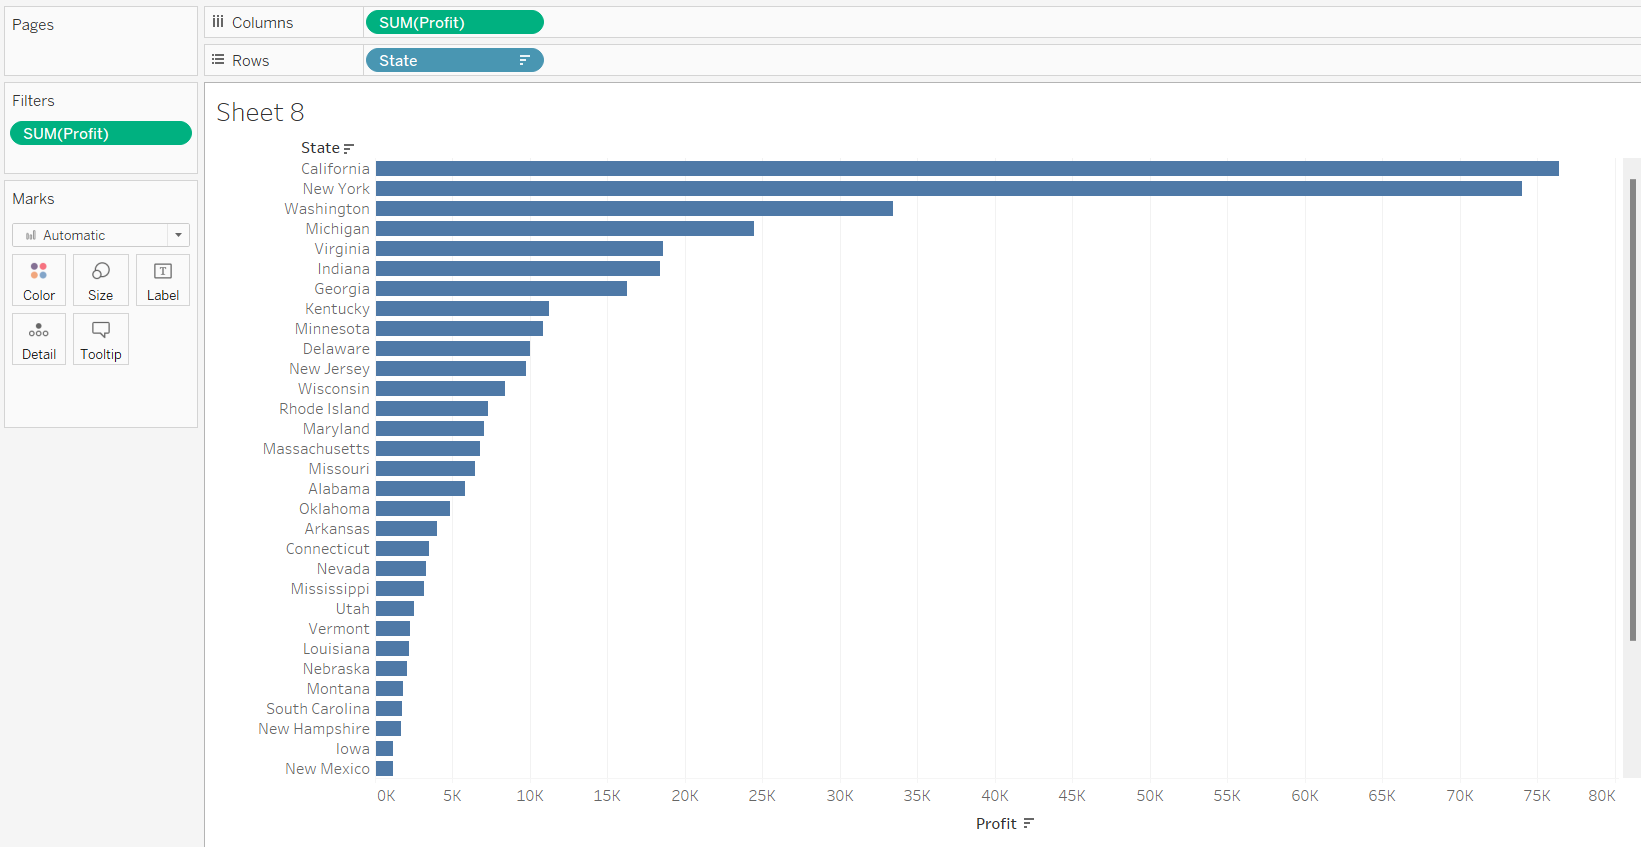 Pages
Columns
SUM(Profit)
Rows
State
Filters
SUM(Profit)
Marks
Automatic
Color
Size
T
Label
Detail
Tooltip
Sheet 8
State
California
New York
Washington
Michigan
Virginia
Indiana
Georgia
Kentucky
Minnesota
Delaware
New Jersey
Wisconsin
Rhode Island
Maryland
Massachusetts
Missouri
Alabama
Oklahoma
Arkansas
Connecticut
Nevada
Mississippi
Utah
Vermont
Louisiana
Nebraska
Montana
South Carolina
New Hampshire
Iowa
New Mexico
0K 5K 10K 15K 20K 25K 30K 35K 40K 45K 50K 55K 60K 65K 70K 75K 80K
Profit